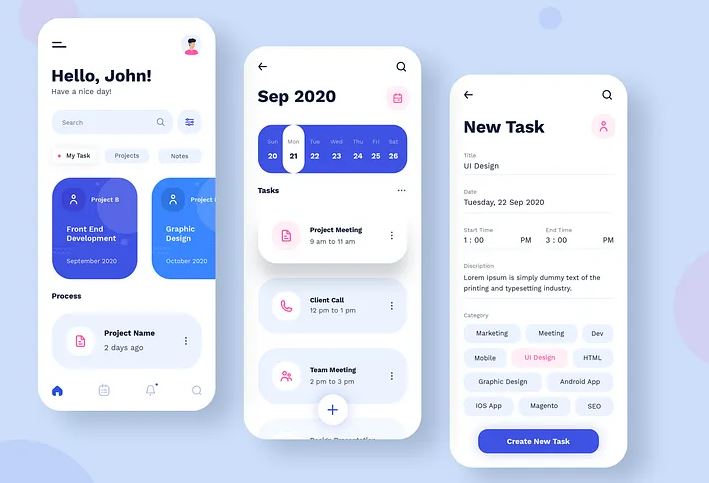 Hello, John!
Have a nice day!
Search
My Task
Projects
Notes
Project B
Front End
Development
September 2020
Project
Graphic
Design
October 2020
Process
Project Name
2 days ago
Sep 2020
Sun Mon Tue Wed Thu Fri Sat
20 21 22 23 24 25 26
Tasks
Project Meeting
9 am to 11 am
Client Call
12 pm to 1 pm
Team Meeting
2 pm to 3 pm
New Task
Title
UI Design
Date
Tuesday, 22 Sep 2020
Start Time End Time
1 : 00 PM 3 : 00 PM
Discription
Lorem Ipsum is simply dummy text of the
printing and typesetting industry.
Category
Marketing Meeting Dev
Mobile UI Design HTML
Graphic Design Android App
IOS App Magento SEO
Create New Task